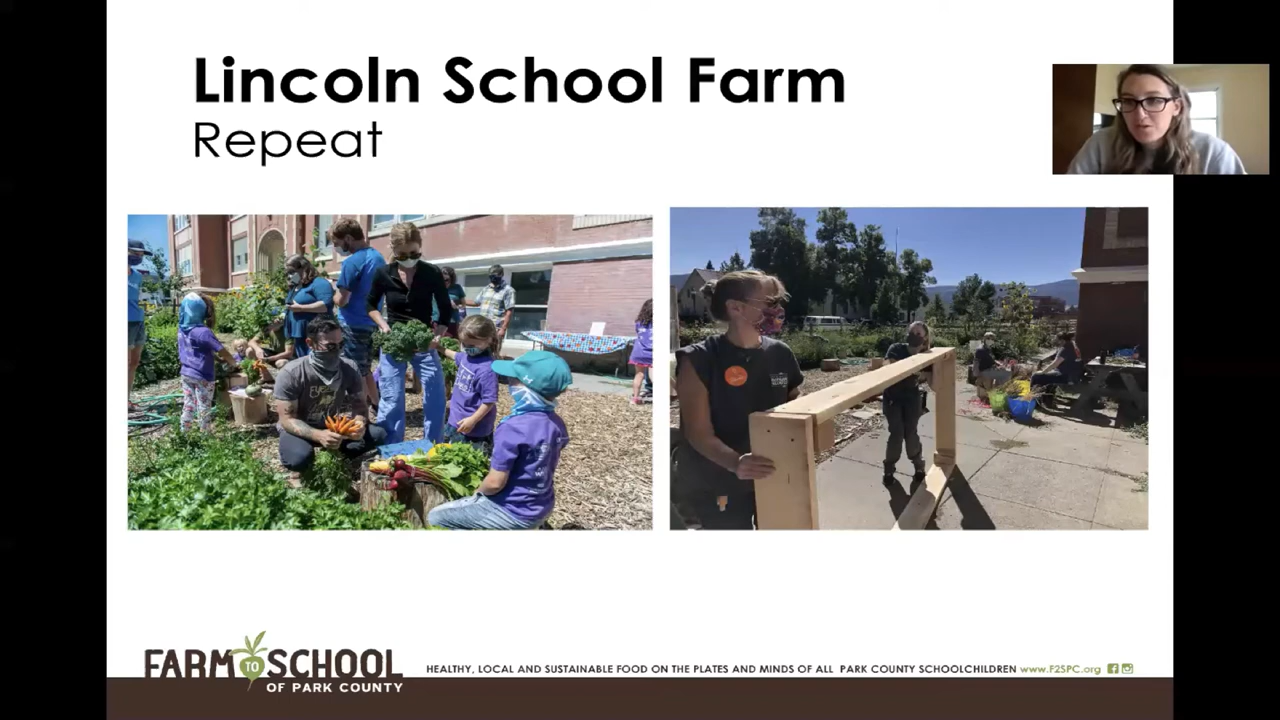 Lincoln School Farm
Repeat
FARM TO SCHOOL
OF PARK COUNTY
HEALTHY, LOCAL AND SUSTAINABLE FOOD ON THE PLATES AND MINDS OF ALL PARK COUNTY SCHOOLCHILDREN www.F2SPC.org